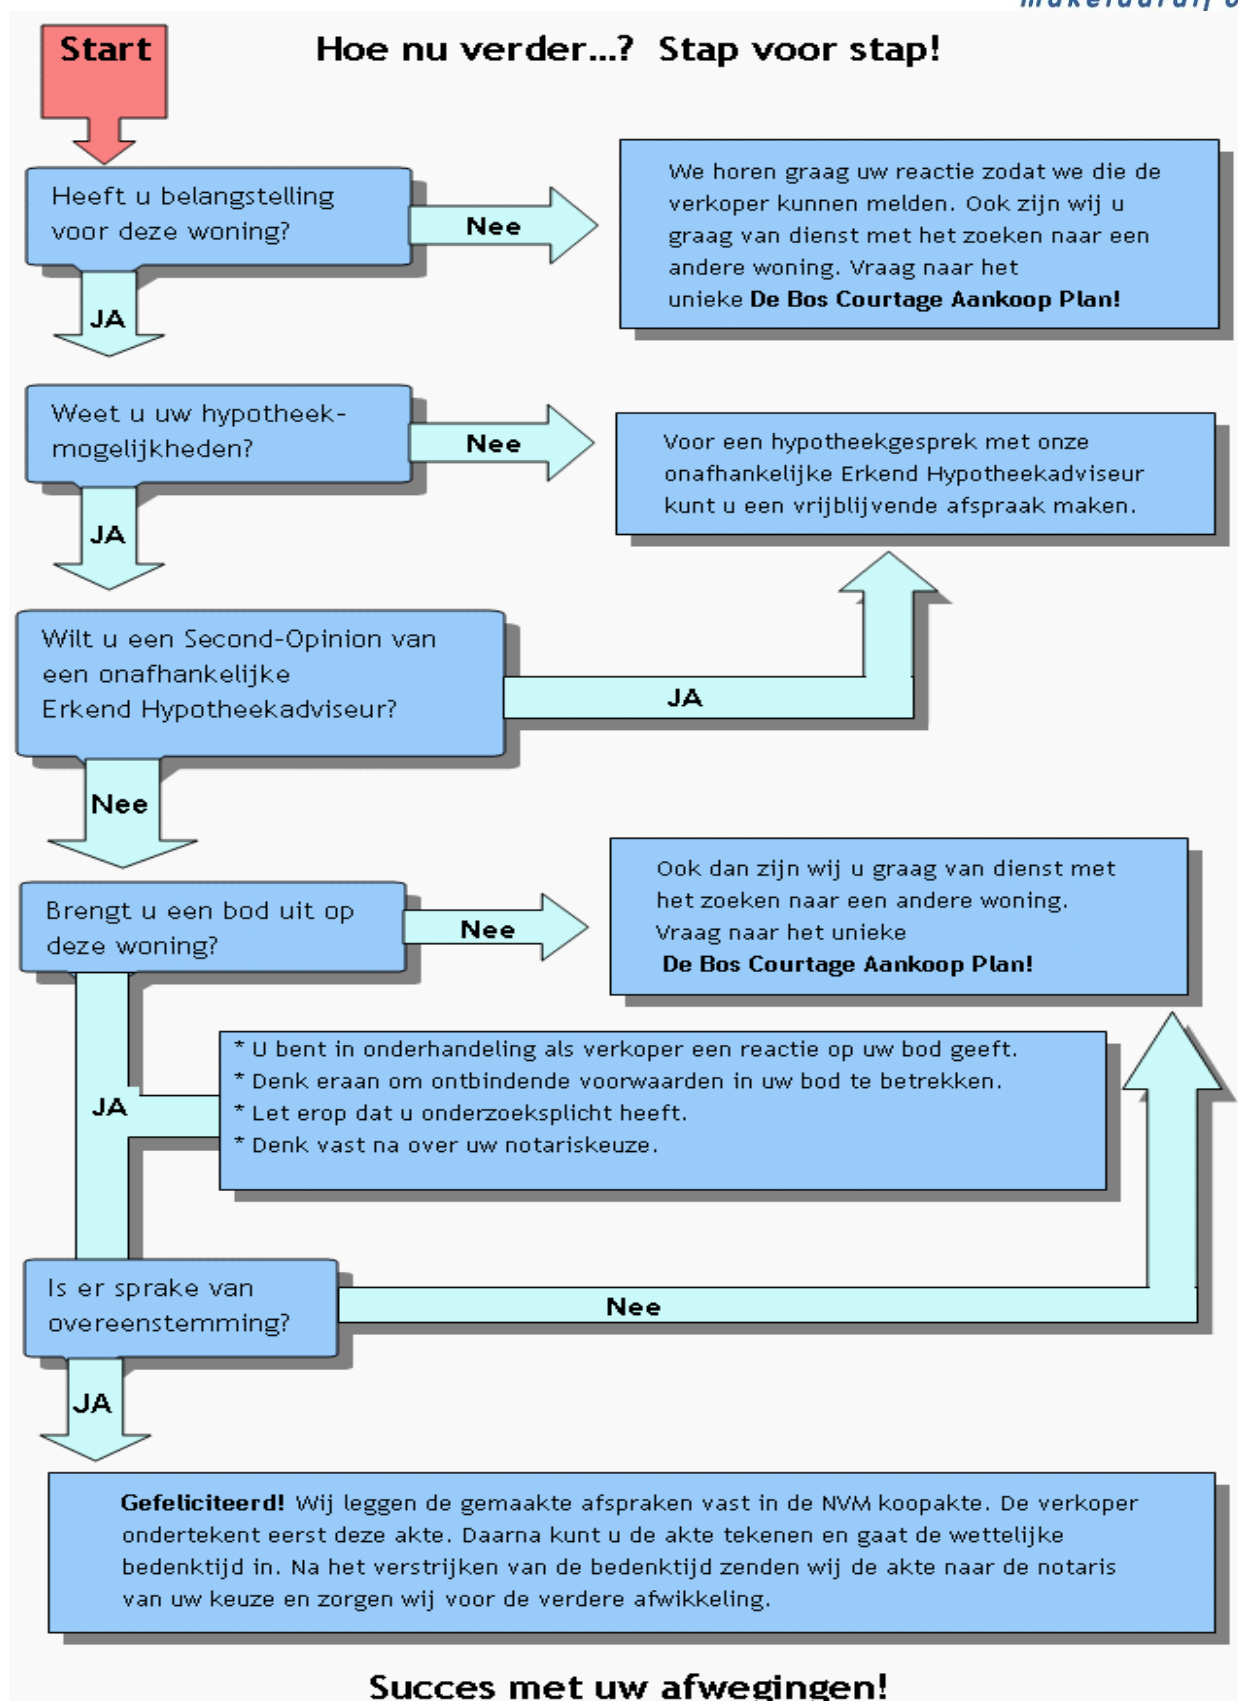 Start
Hoe nu verder...? Stap voor stap!
Heeft u belangstelling
voor deze woning?
Nee
We horen graag uw reactie zodat we die de
verkoper kunnen melden. Ook zijn wij u
graag van dienst met het zoeken naar een
andere woning. Vraag naar het
unieke De Bos Courtage Aankoop Plan!
JA
Weet u uw hypotheek-
mogelijkheden?
Nee
Voor een hypotheekgesprek met onze
onafhankelijke Erkend Hypotheekadviseur
kunt u een vrijblijvende afspraak maken.
JA
Wilt u een Second-Opinion van
een onafhankelijke
Erkend Hypotheekadviseur?
JA
Nee
Brengt u een bod uit op
deze woning?
Nee
Ook dan zijn wij u graag van dienst met
het zoeken naar een andere woning.
Vraag naar het unieke
De Bos Courtage Aankoop Plan!
JA
* U bent in onderhandeling als verkoper een reactie op uw bod geeft.
* Denk eraan om ontbindende voorwaarden in uw bod te betrekken.
* Let erop dat u onderzoeksplicht heeft.
* Denk vast na over uw notariskeuze.
Is er sprake van
overeenstemming?
Nee
JA
Gefeliciteerd! Wij leggen de gemaakte afspraken vast in de NVM koopakte. De verkoper
ondertekent eerst deze akte. Daarna kunt u de akte tekenen en gaat de wettelijke
bedenktijd in. Na het verstrijken van de bedenktijd zenden wij de akte naar de notaris
van uw keuze en zorgen wij voor de verdere afwikkeling.
Succes met uw afwegingen!